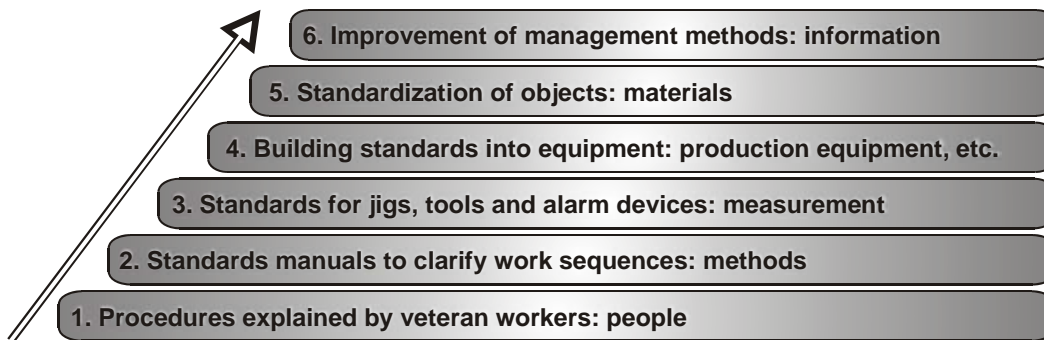 6. Improvement of management methods: information
5. Standardization of objects: materials
4. Building standards into equipment: production equipment, etc.
3. Standards for jigs, tools and alarm devices: measurement
2. Standards manuals to clarify work sequences: methods
1. Procedures explained by veteran workers: people